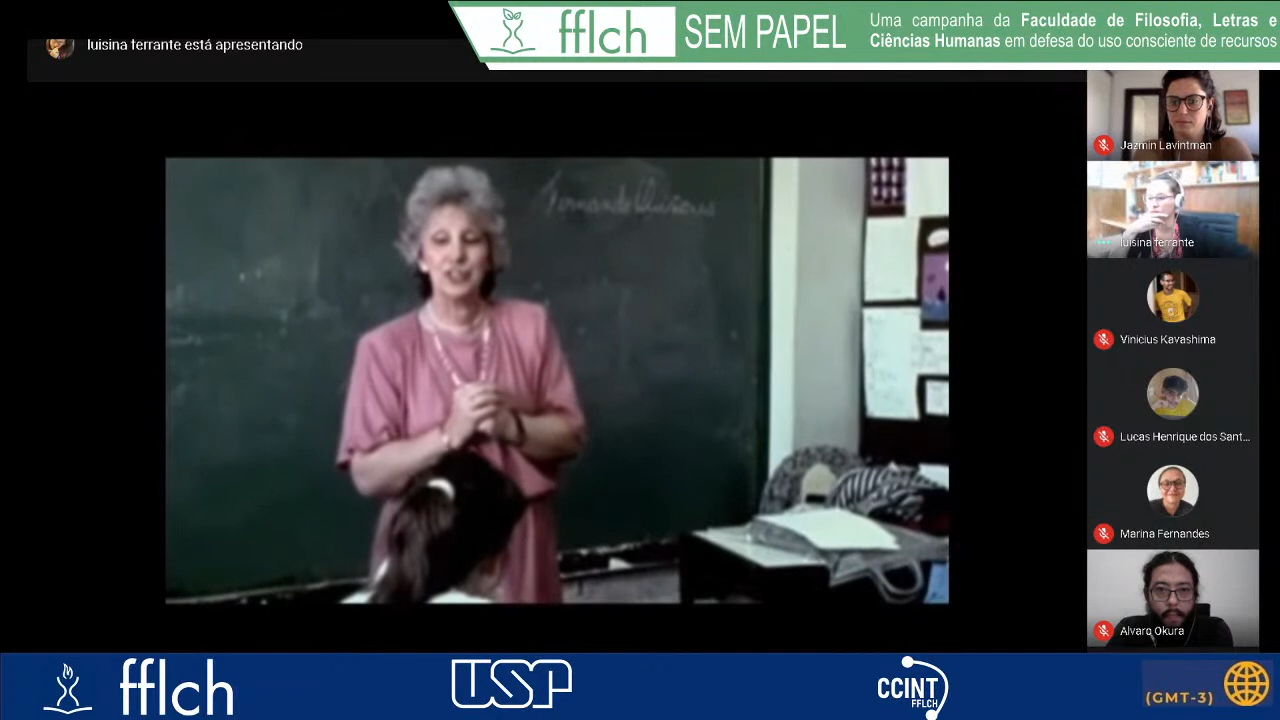 luisina ferrante está apresentando
fflch
SEM PAPEL
Uma campanha da Faculdade de Filosofia, Letras e
Ciências Humanas em defesa do uso consciente de recursos
Jazmin Lavintman
luisina ferrante
Vinicius Kavashima
Lucas Henrique dos Sant...
Marina Fernandes
Alvaro Okura
fflch
USP
CCINT
FFLCH
(GMT-3)